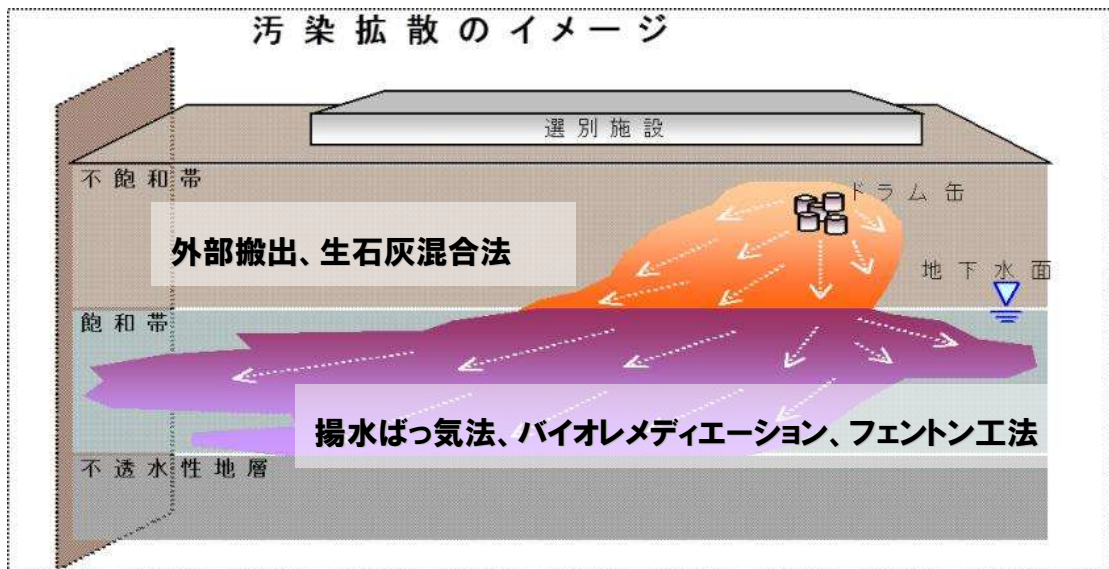 汚染拡散のイメージ
選別施設
不飽和帯
ドラム缶
外部搬出、生石灰混合法
地下水面
飽和帯
揚水ばっ気法、バイオレメディエーション、フェントン工法
不透水性地層